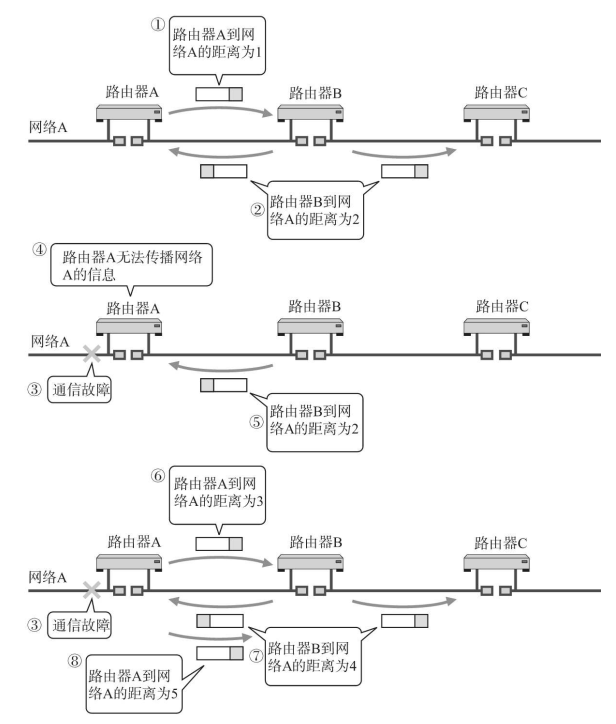 ①
路由器A到网
络A的距离为1
路由器A
路由器B
路由器C
网络A
②
路由器B到网
络A的距离为2
④
路由器A无法传播网络
A的信息
路由器A
路由器B
路由器C
网络A
③
通信故障
⑤
路由器B到网
络A的距离为2
⑥
路由器A到网
络A的距离为3
路由器A
路由器B
路由器C
网络A
③
通信故障
⑦
路由器B到网
络A的距离为4
⑧
路由器A到网
络A的距离为5